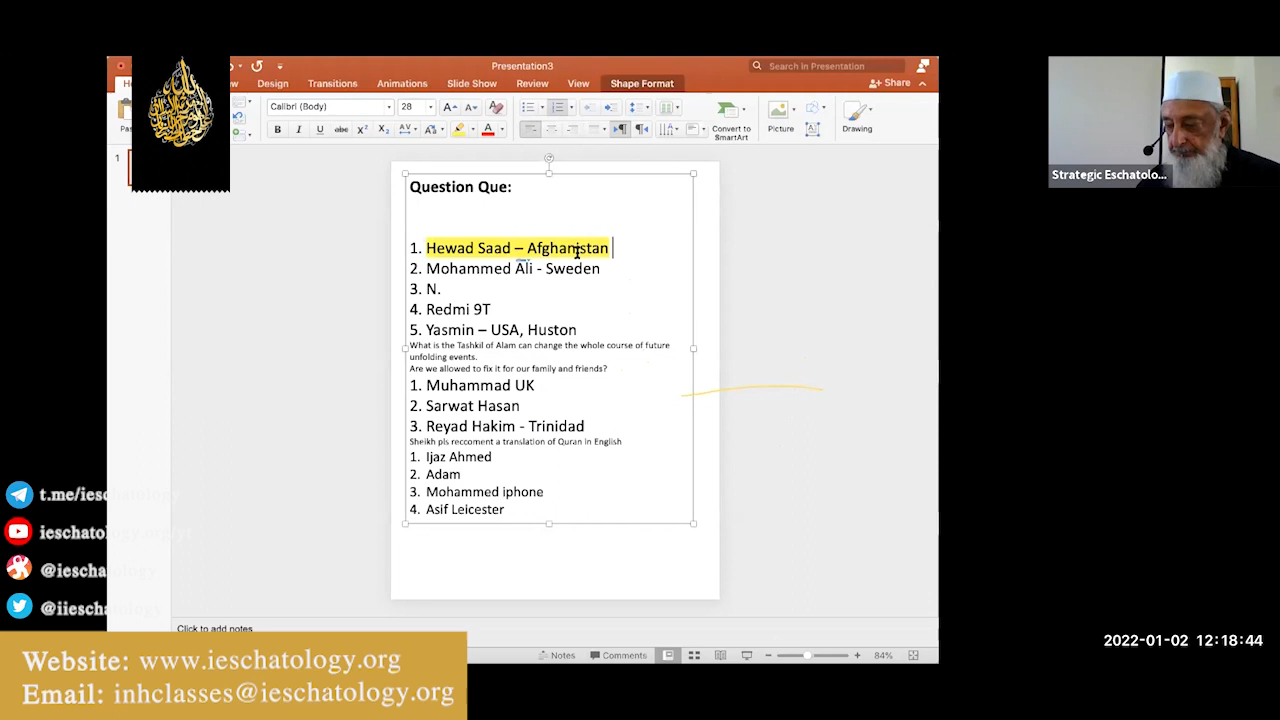 Presentation3
Search in Presentation
Design
Transitions
Animations
Slide Show
Review
View
Shape Format
Share
Calibri (Body)
28
Convert to
SmartArt
Picture
Drawing
1
Question Que:
1. Hewad Saad – Afghanistan
2. Mohammed Ali - Sweden
3. N.
4. Redmi 9T
5. Yasmin – USA, Huston
What is the Tashkil of Alam can change the whole course of future
unfolding events.
Are we allowed to fix it for our family and friends?
1. Muhammad UK
2. Sarwat Hasan
3. Reyad Hakim - Trinidad
Sheikh pls reccoment a translation of Quran in English
1. Ijaz Ahmed
2. Adam
3. Mohammed iphone
4. Asif Leicester
Click to add notes
Notes
Comments
84%
Strategic Eschatolo...
2022-01-02 12:18:44
t.me/ieschatology
@ieschatology
Website: www.ieschatology.org
Email: inhclasses@ieschatology.org